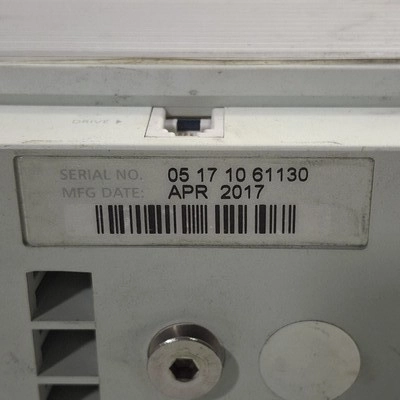 DRIVE
SERIAL NO. 05 17 10 61130
MFG DATE: APR 2017